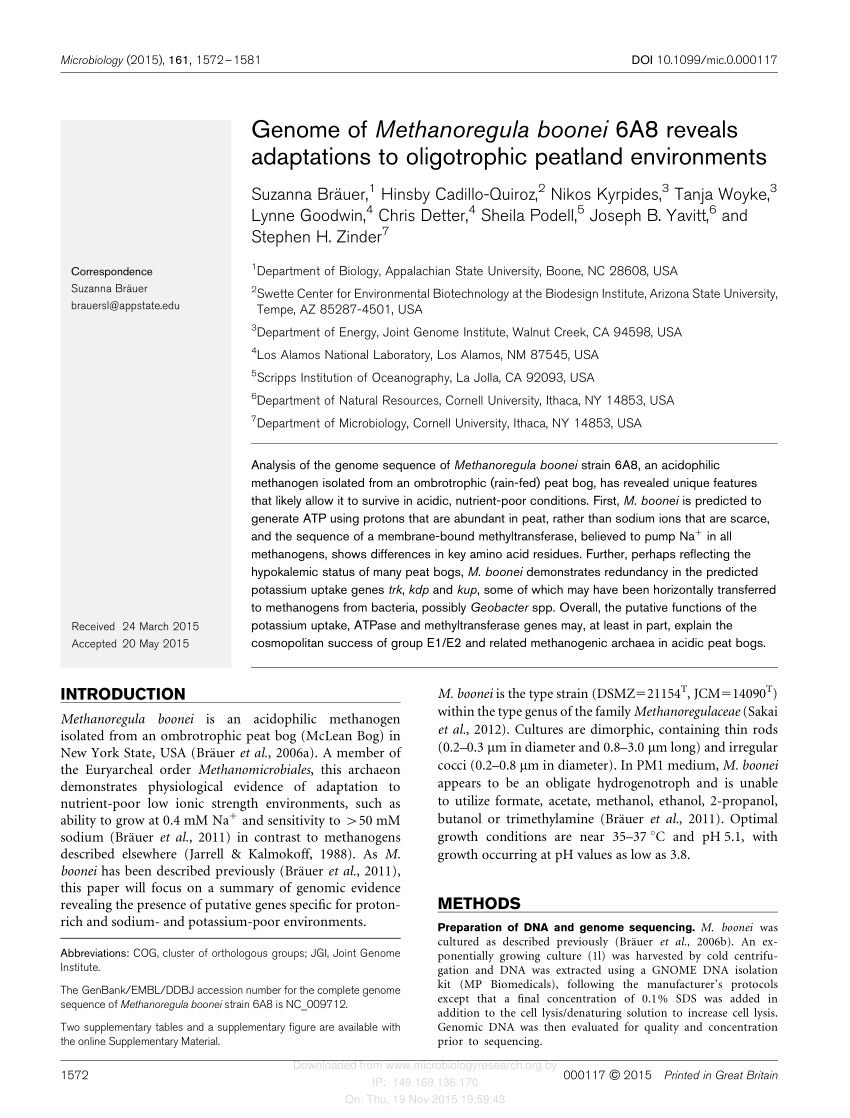 Microbiology (2015), 161, 1572–1581
DOI 10.1099/mic.0.000117
Genome of Methanoregula boonei 6A8 reveals
adaptations to oligotrophic peatland environments
Suzanna Bräuer,1 Hinsby Cadillo-Quiroz,2 Nikos Kyrpides,3 Tanja Woyke,3
Lynne Goodwin,4 Chris Detter,4 Sheila Podell,5 Joseph B. Yavitt,6 and
Stephen H. Zinder7
Correspondence
Suzanna Bräuer
brauersl@appstate.edu
1Department of Biology, Appalachian State University, Boone, NC 28608, USA
2Swette Center for Environmental Biotechnology at the Biodesign Institute, Arizona State University,
Tempe, AZ 85287-4501, USA
3Department of Energy, Joint Genome Institute, Walnut Creek, CA 94598, USA
4Los Alamos National Laboratory, Los Alamos, NM 87545, USA
5Scripps Institution of Oceanography, La Jolla, CA 92093, USA
6Department of Natural Resources, Cornell University, Ithaca, NY 14853, USA
7Department of Microbiology, Cornell University, Ithaca, NY 14853, USA
Received 24 March 2015
Accepted 20 May 2015
Analysis of the genome sequence of Methanoregula boonei strain 6A8, an acidophilic
methanogen isolated from an ombrotrophic (rain-fed) peat bog, has revealed unique features
that likely allow it to survive in acidic, nutrient-poor conditions. First, M. boonei is predicted to
generate ATP using protons that are abundant in peat, rather than sodium ions that are scarce,
and the sequence of a membrane-bound methyltransferase, believed to pump Na+ in all
methanogens, shows differences in key amino acid residues. Further, perhaps reflecting the
hypokalemic status of many peat bogs, M. boonei demonstrates redundancy in the predicted
potassium uptake genes trk, kdp and kup, some of which may have been horizontally transferred
to methanogens from bacteria, possibly Geobacter spp. Overall, the putative functions of the
potassium uptake, ATPase and methyltransferase genes may, at least in part, explain the
cosmopolitan success of group E1/E2 and related methanogenic archaea in acidic peat bogs.
INTRODUCTION
Methanoregula boonei is an acidophilic methanogen
isolated from an ombrotrophic peat bog (McLean Bog) in
New York State, USA (Bräuer et al., 2006a). A member of
the Euryarcheal order Methanomicrobiales, this archaeon
demonstrates physiological evidence of adaptation to
nutrient-poor low ionic strength environments, such as
ability to grow at 0.4 mM Na+ and sensitivity to >50 mM
sodium (Bräuer et al., 2011) in contrast to methanogens
described elsewhere (Jarrell & Kalmokoff, 1988). As M.
boonei has been described previously (Bräuer et al., 2011),
this paper will focus on a summary of genomic evidence
revealing the presence of putative genes specific for proton-
rich and sodium- and potassium-poor environments.
Abbreviations: COG, cluster of orthologous groups; JGI, Joint Genome
Institute.
The GenBank/EMBL/DDBJ accession number for the complete genome
sequence of Methanoregula boonei strain 6A8 is NC_009712.
Two supplementary tables and a supplementary figure are available with
the online Supplementary Material.
M. boonei is the type strain (DSMZ=21154T, JCM=14090T)
within the type genus of the family Methanoregulaceae (Sakai
et al., 2012). Cultures are dimorphic, containing thin rods
(0.2–0.3 μm in diameter and 0.8–3.0 μm long) and irregular
cocci (0.2–0.8 μm in diameter). In PM1 medium, M. boonei
appears to be an obligate hydrogenotroph and is unable
to utilize formate, acetate, methanol, ethanol, 2-propanol,
butanol or trimethylamine (Bräuer et al., 2011). Optimal
growth conditions are near 35–37 °C and pH 5.1, with
growth occurring at pH values as low as 3.8.
METHODS
Preparation of DNA and genome sequencing. M. boonei was
cultured as described previously (Bräuer et al., 2006b). An ex-
ponentially growing culture (1l) was harvested by cold centrifu-
gation and DNA was extracted using a GNOME DNA isolation
kit (MP Biomedicals), following the manufacturer's protocols
except that a final concentration of 0.1% SDS was added in
addition to the cell lysis/denaturing solution to increase cell lysis.
Genomic DNA was then evaluated for quality and concentration
prior to sequencing.
Downloaded from www.microbiologyresearch.org by
1572
000117 © 2015 Printed in Great Britain
IP: 149.169.136.170
On: Thu, 19 Nov 2015 19:59:43